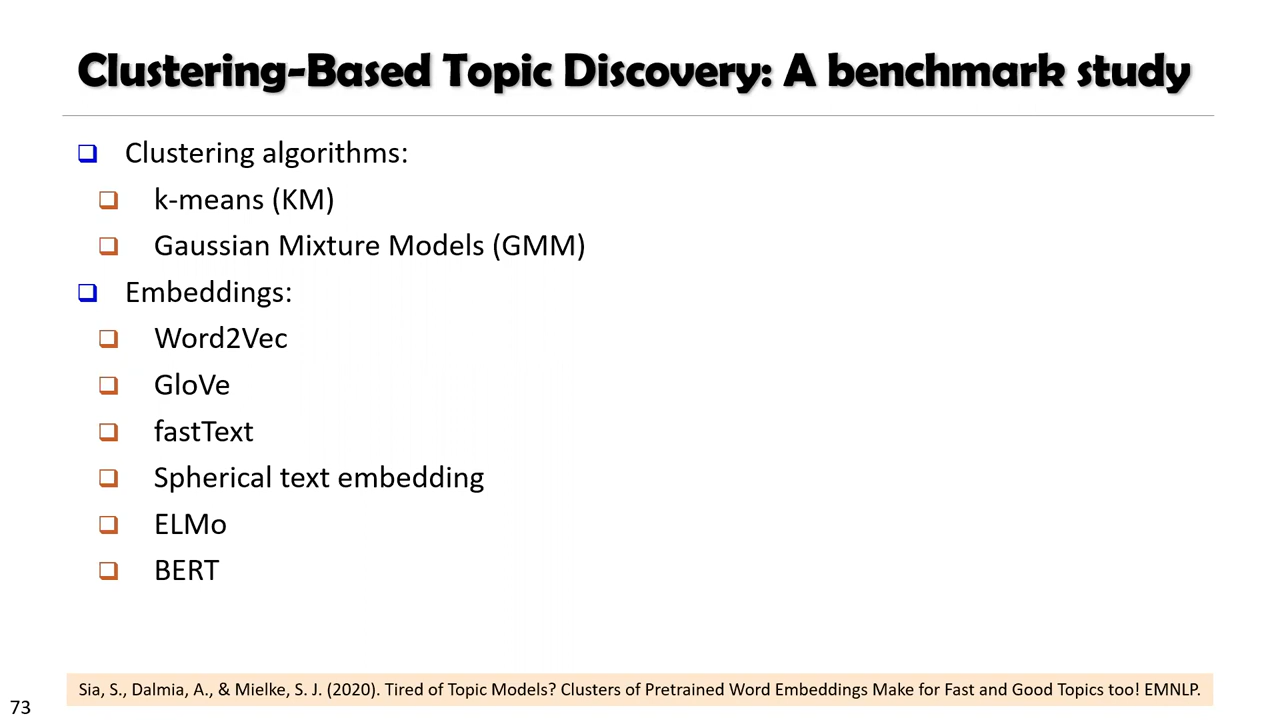 Clustering-Based Topic Discovery: A benchmark study
Clustering algorithms:
k-means (KM)
Gaussian Mixture Models (GMM)
Embeddings:
Word2Vec
GloVe
fastText
Spherical text embedding
ELMo
BERT
Sia, S., Dalmia, A., & Mielke, S. J. (2020). Tired of Topic Models? Clusters of Pretrained Word Embeddings Make for Fast and Good Topics too! EMNLP.
73